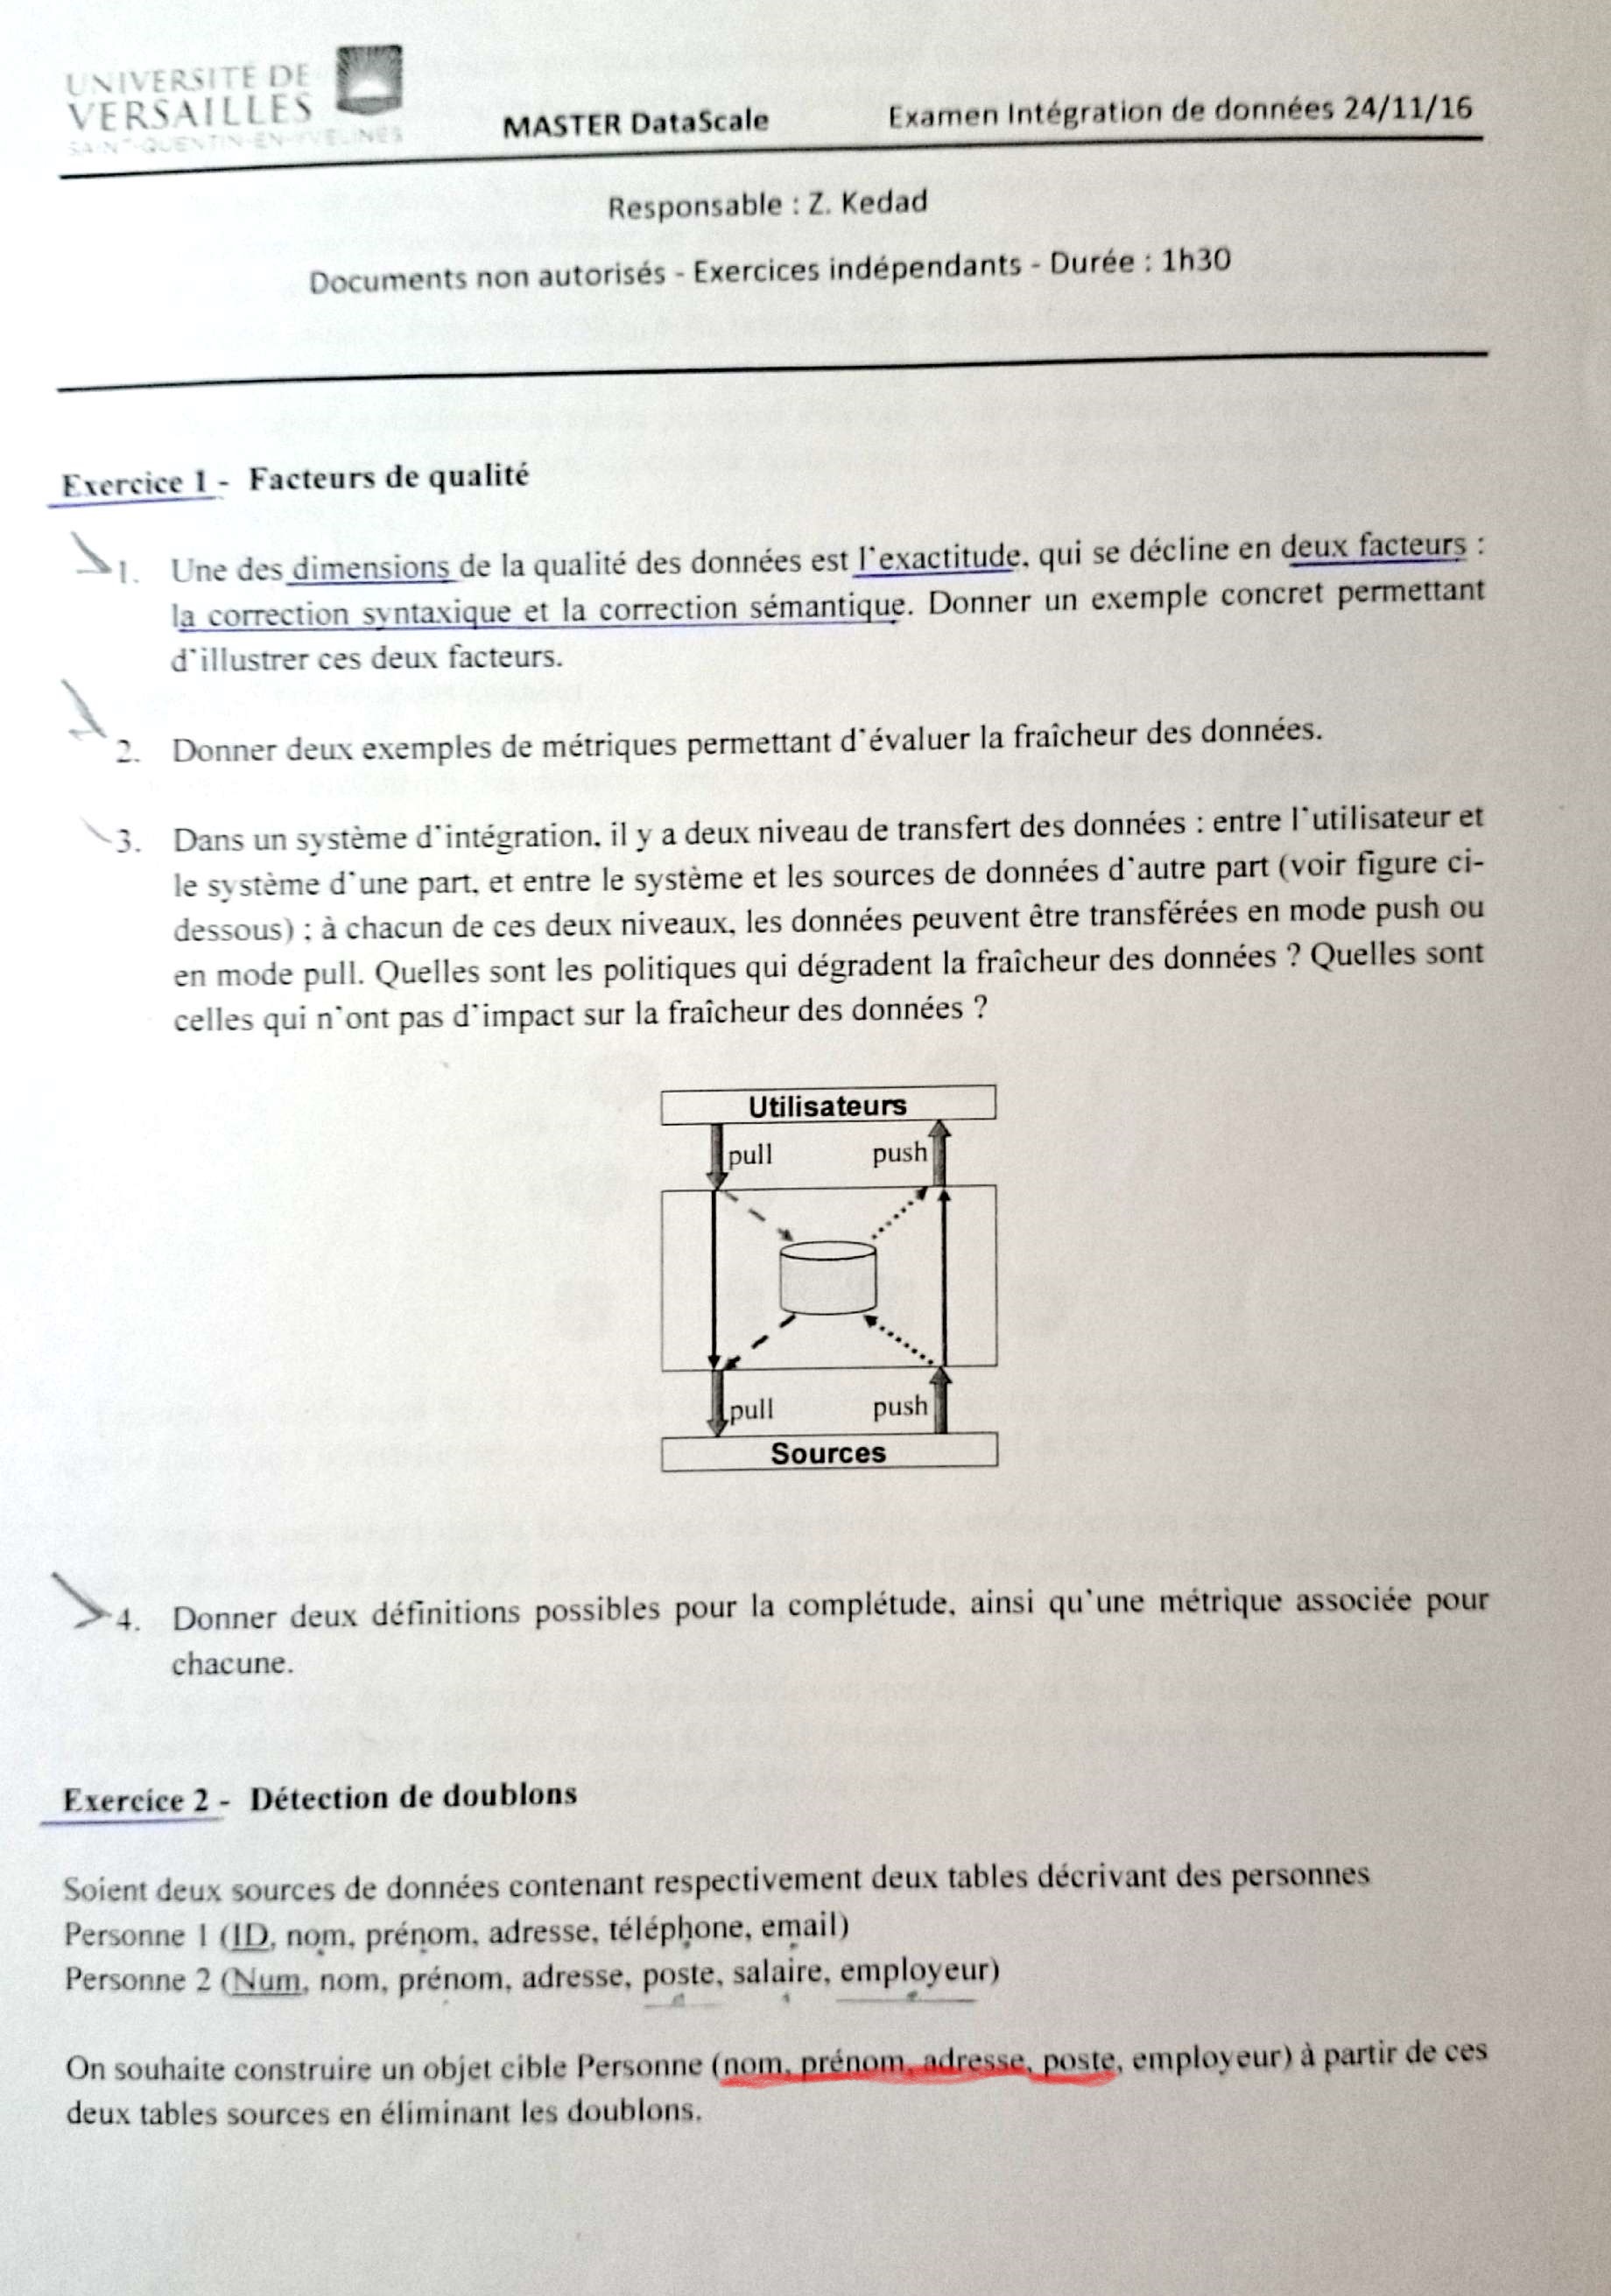 UNIVERSITE DE
VERSAILLES
SAINT-QUENTIN-EN-YVELINES
MASTER DataScale
Examen Intégration de données 24/11/16
Responsable : Z. Kedad
Documents non autorisés - Exercices indépendants - Durée : 1h30
Exercice 1 - Facteurs de qualité
1. Une des dimensions de la qualité des données est l'exactitude, qui se décline en deux facteurs :
la correction syntaxique et la correction sémantique. Donner un exemple concret permettant
d'illustrer ces deux facteurs.
2. Donner deux exemples de métriques permettant d'évaluer la fraîcheur des données.
3. Dans un système d'intégration, il y a deux niveau de transfert des données : entre l'utilisateur et
le système d'une part, et entre le système et les sources de données d'autre part (voir figure ci-
dessous) ; à chacun de ces deux niveaux, les données peuvent être transférées en mode push ou
en mode pull. Quelles sont les politiques qui dégradent la fraîcheur des données ? Quelles sont
celles qui n'ont pas d'impact sur la fraîcheur des données ?
Utilisateurs
pull push
pull push
Sources
4. Donner deux définitions possibles pour la complétude, ainsi qu'une métrique associée pour
chacune.
Exercice 2 - Détection de doublons
Soient deux sources de données contenant respectivement deux tables décrivant des personnes
Personne 1 (ID, nom, prénom, adresse, téléphone, email)
Personne 2 (Num, nom, prénom, adresse, poste, salaire, employeur)
On souhaite construire un objet cible Personne (nom, prénom, adresse, poste, employeur) à partir de ces
deux tables sources en éliminant les doublons.